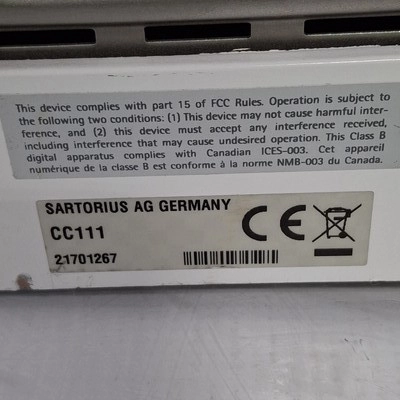 This device complies with part 15 of FCC Rules. Operation is subject to
the following two conditions: (1) This device may not cause harmful inter-
ference, and (2) this device must accept any interference received,
including interference that may cause undesired operation. This Class B
digital apparatus complies with Canadian ICES-003. Cet appareil
numérique de la classe B est conforme à la norme NMB-003 du Canada.
SARTORIUS AG GERMANY
CC111
21701267
CE